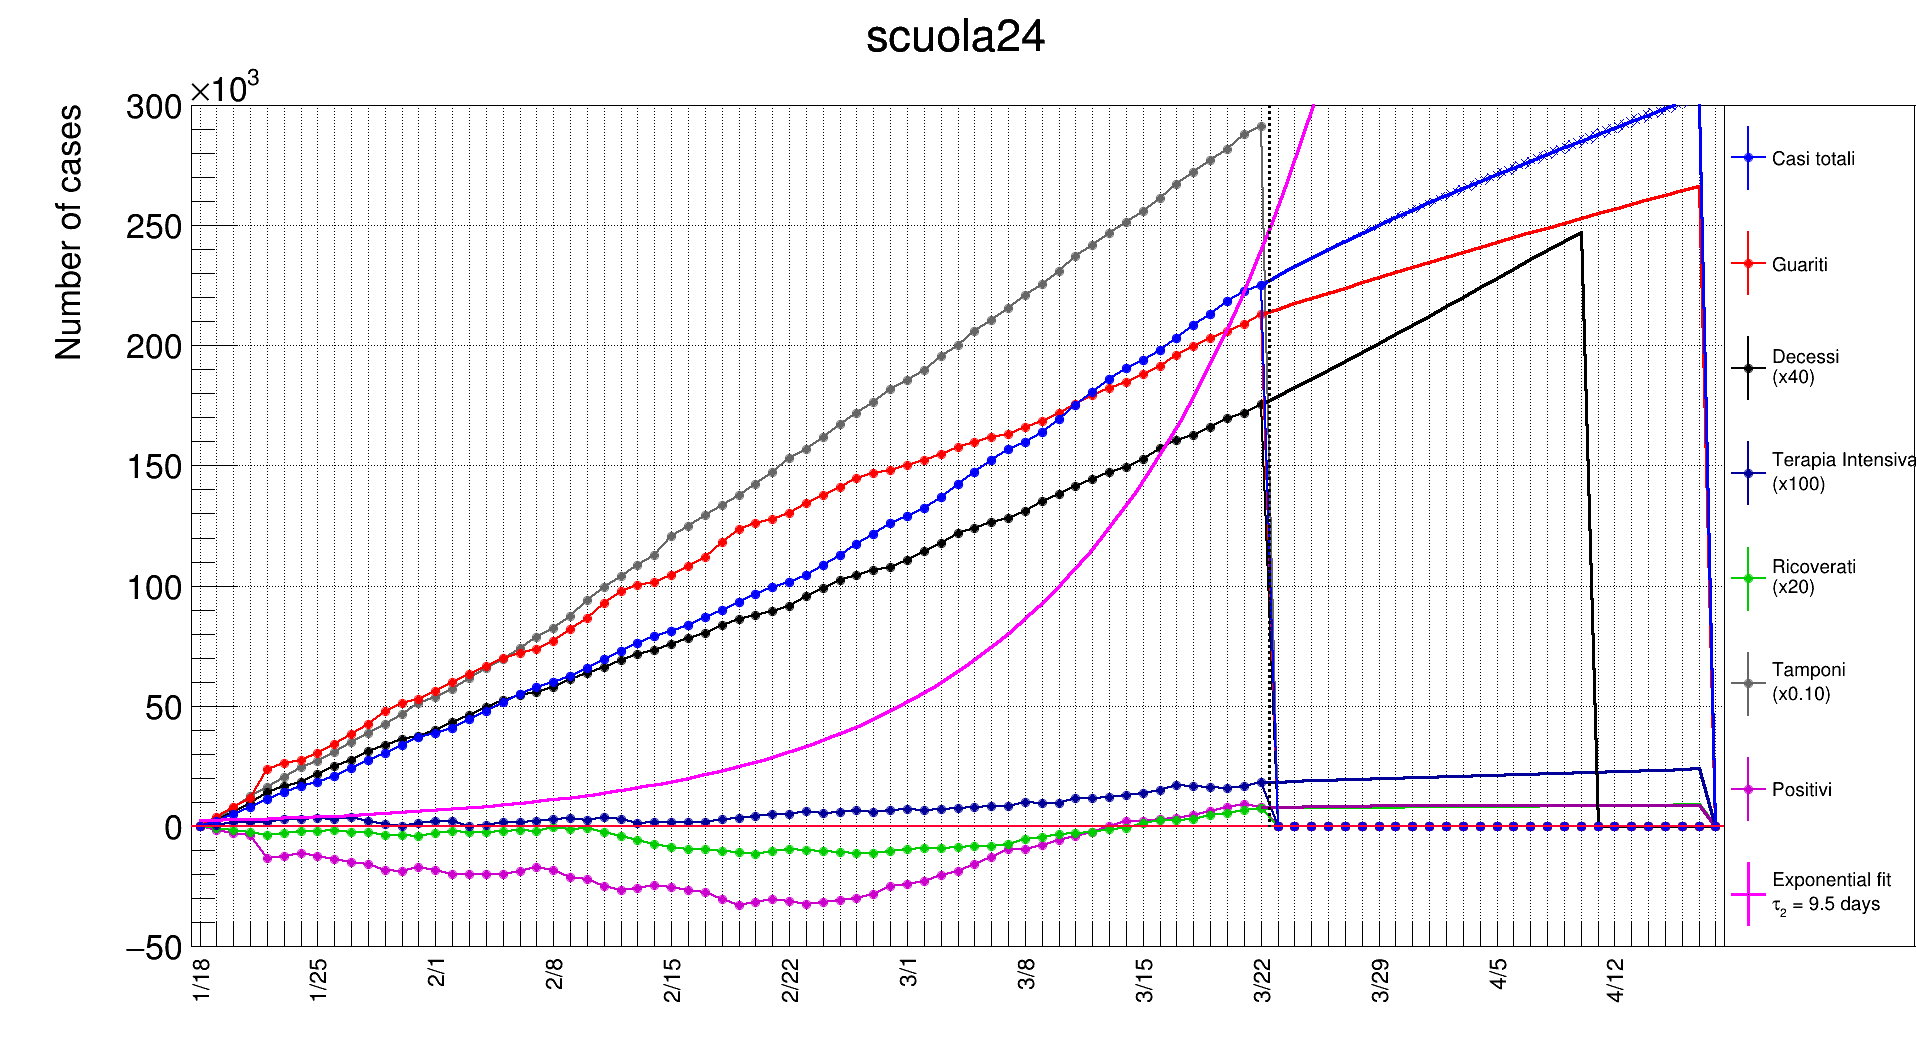 scuola24
×10³
Number of cases
300
250
200
150
100
50
0
−50
1/18
1/25
2/1
2/8
2/15
2/22
3/1
3/8
3/15
3/22
3/29
4/5
4/12
Casi totali
Guariti
Decessi
(x40)
Terapia Intensiva
(x100)
Ricoverati
(x20)
Tamponi
(x0.10)
Positivi
Exponential fit
τ₂ = 9.5 days